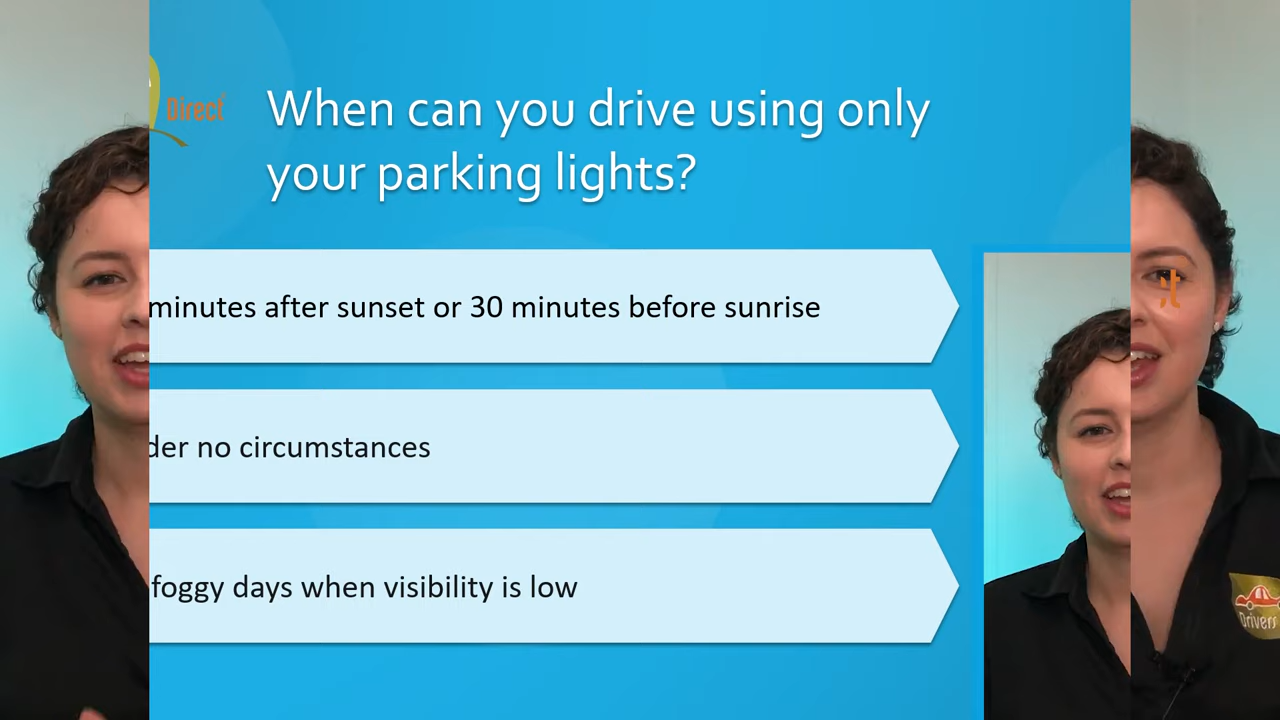 Direct
When can you drive using only
your parking lights?
minutes after sunset or 30 minutes before sunrise
der no circumstances
foggy days when visibility is low
Drivers